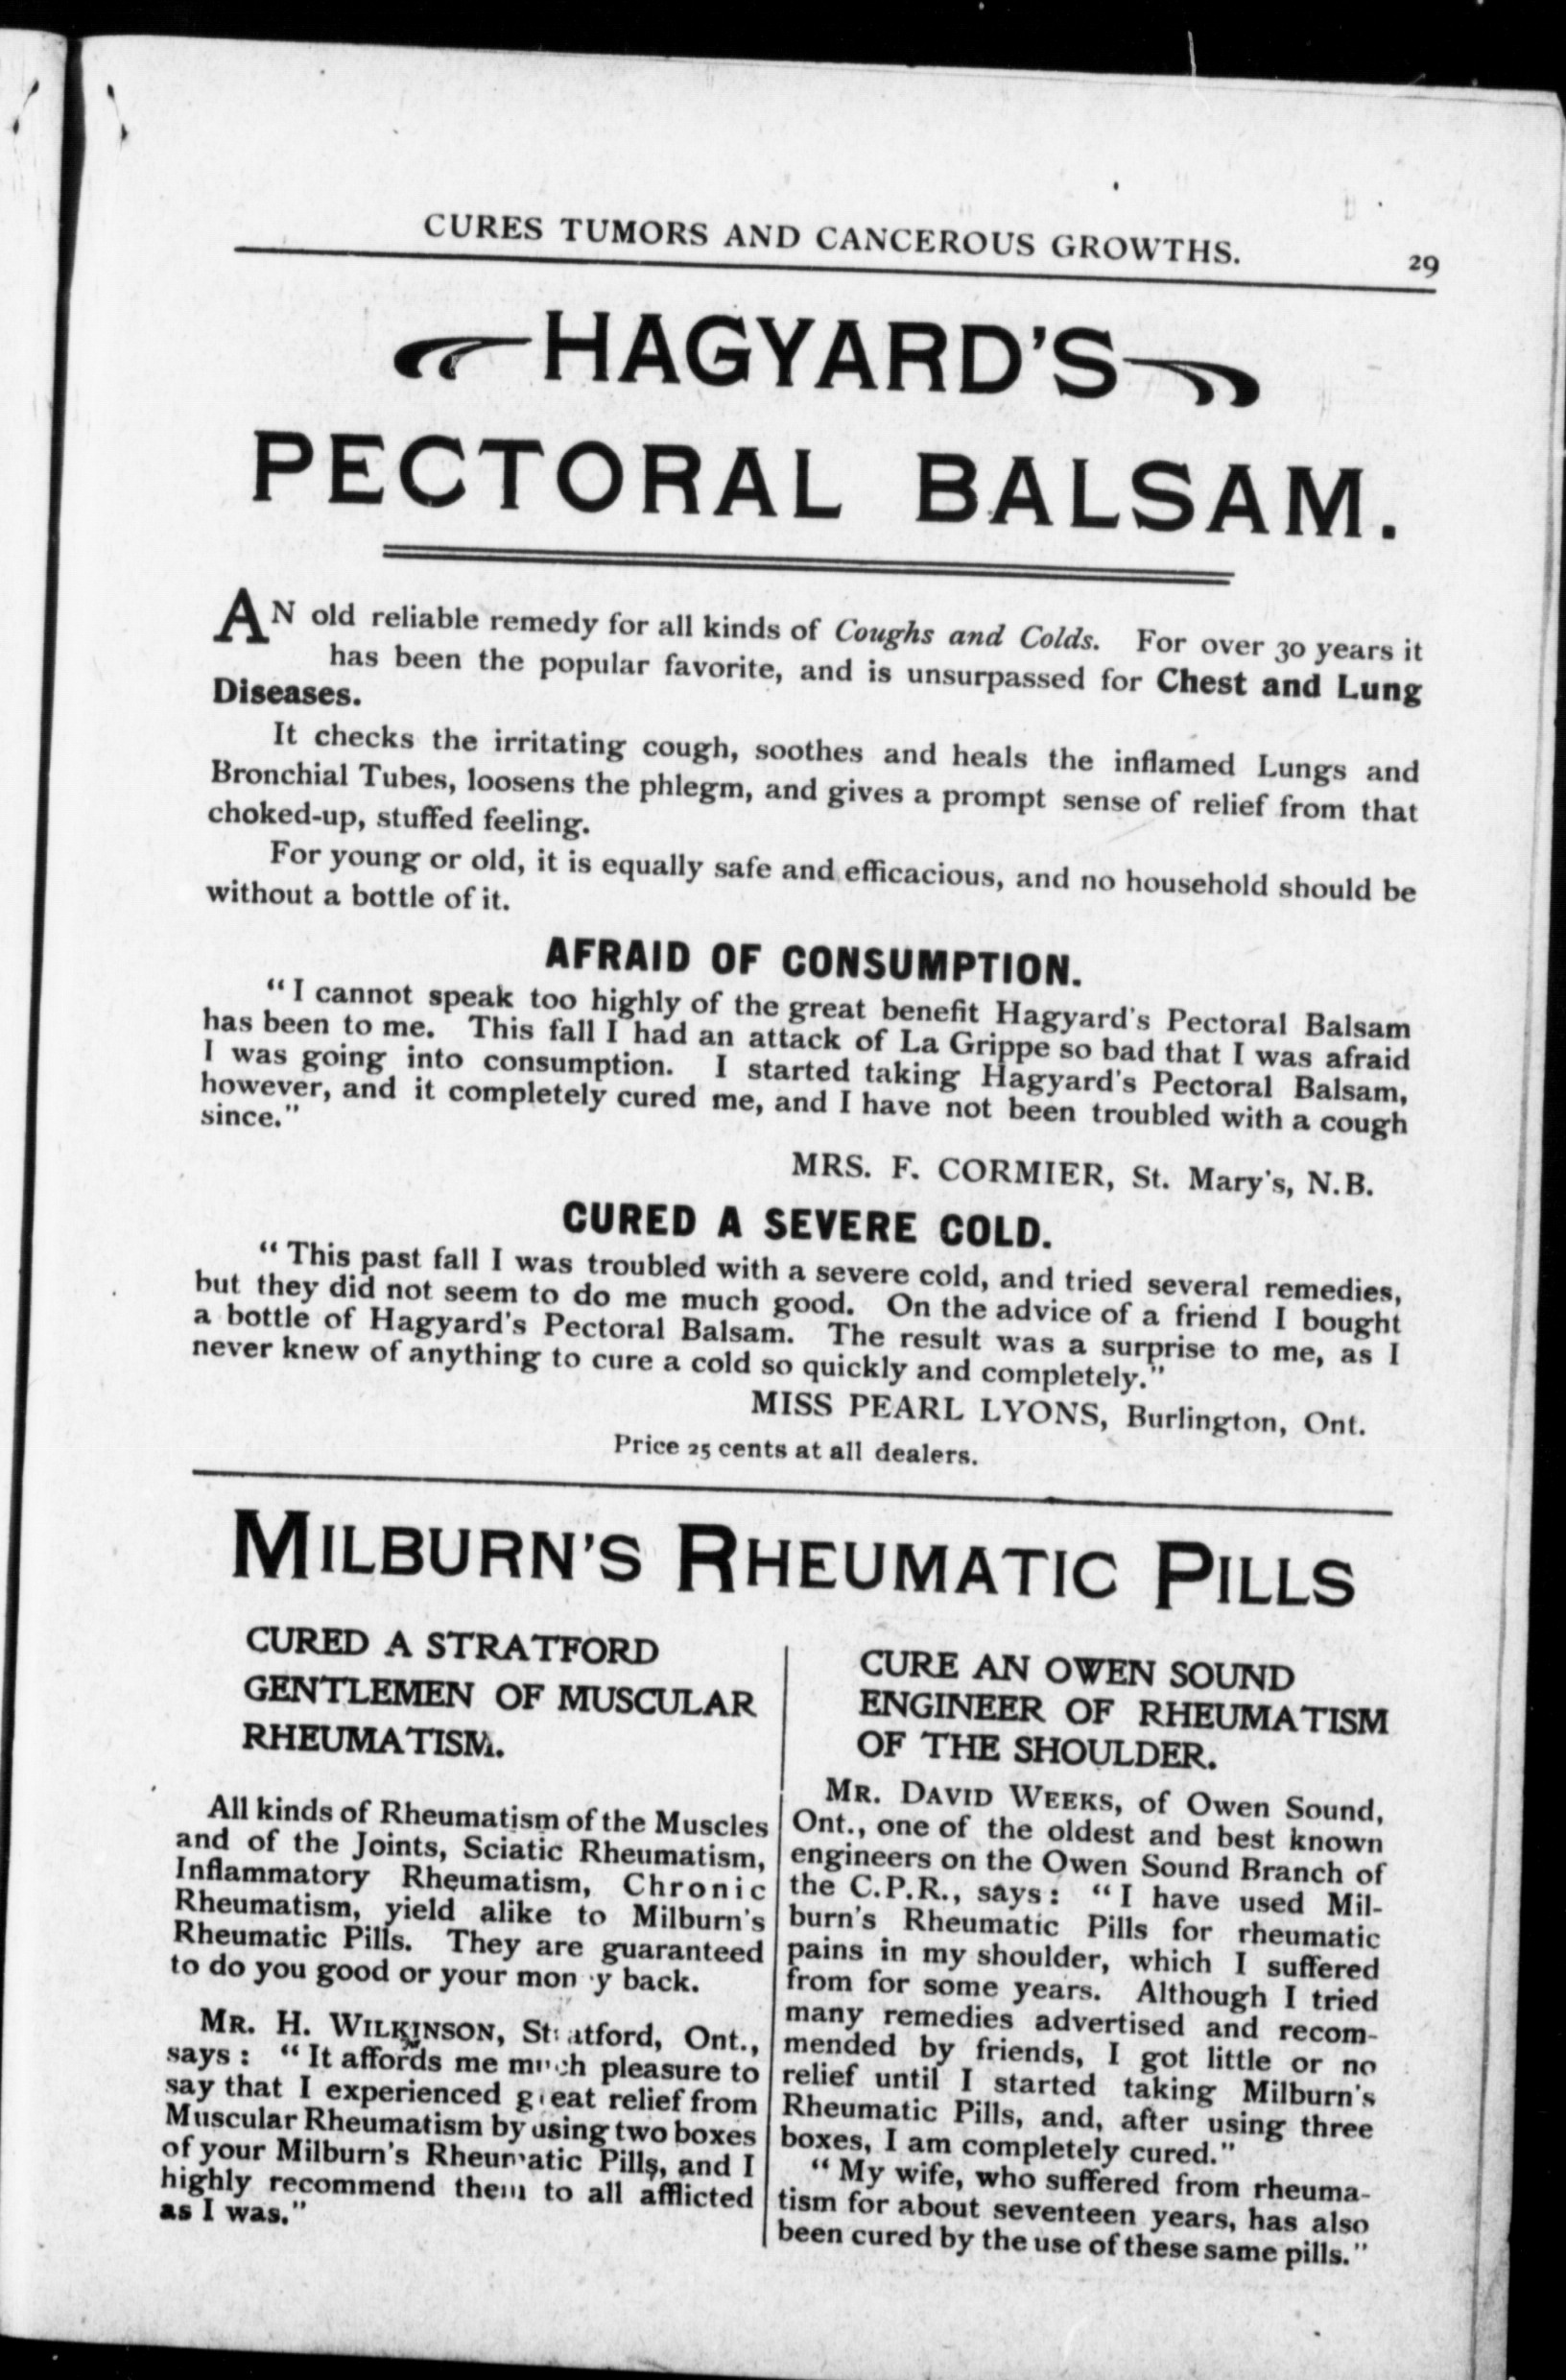 CURES TUMORS AND CANCEROUS GROWTHS. 29
HAGYARD'S
PECTORAL BALSAM.
AN old reliable remedy for all kinds of Coughs and Colds. For over 30 years it
has been the popular favorite, and is unsurpassed for Chest and Lung
Diseases.
It checks the irritating cough, soothes and heals the inflamed Lungs and
Bronchial Tubes, loosens the phlegm, and gives a prompt sense of relief from that
choked-up, stuffed feeling.
For young or old, it is equally safe and efficacious, and no household should be
without a bottle of it.
AFRAID OF CONSUMPTION.
"I cannot speak too highly of the great benefit Hagyard's Pectoral Balsam
has been to me. This fall I had an attack of La Grippe so bad that I was afraid
I was going into consumption. I started taking Hagyard's Pectoral Balsam,
however, and it completely cured me, and I have not been troubled with a cough
since."
MRS. F. CORMIER, St. Mary's, N.B.
CURED A SEVERE COLD.
"This past fall I was troubled with a severe cold, and tried several remedies,
but they did not seem to do me much good. On the advice of a friend I bought
a bottle of Hagyard's Pectoral Balsam. The result was a surprise to me, as I
never knew of anything to cure a cold so quickly and completely."
MISS PEARL LYONS, Burlington, Ont.
Price 25 cents at all dealers.
MILBURN'S RHEUMATIC PILLS
CURED A STRATFORD
GENTLEMEN OF MUSCULAR
RHEUMATISM.
All kinds of Rheumatism of the Muscles
and of the Joints, Sciatic Rheumatism,
Inflammatory Rheumatism, Chronic
Rheumatism, yield alike to Milburn's
Rheumatic Pills. They are guaranteed
to do you good or your mon y back.
MR. H. WILKINSON, Stratford, Ont.,
says: "It affords me much pleasure to
say that I experienced great relief from
Muscular Rheumatism by using two boxes
of your Milburn's Rheumatic Pills, and I
highly recommend them to all afflicted
as I was."
CURE AN OWEN SOUND
ENGINEER OF RHEUMATISM
OF THE SHOULDER.
MR. DAVID WEEKS, of Owen Sound,
Ont., one of the oldest and best known
engineers on the Owen Sound Branch of
the C.P.R., says: "I have used Mil-
burn's Rheumatic Pills for rheumatic
pains in my shoulder, which I suffered
from for some years. Although I tried
many remedies advertised and recom-
mended by friends, I got little or no
relief until I started taking Milburn's
Rheumatic Pills, and, after using three
boxes, I am completely cured."
"My wife, who suffered from rheuma-
tism for about seventeen years, has also
been cured by the use of these same pills."